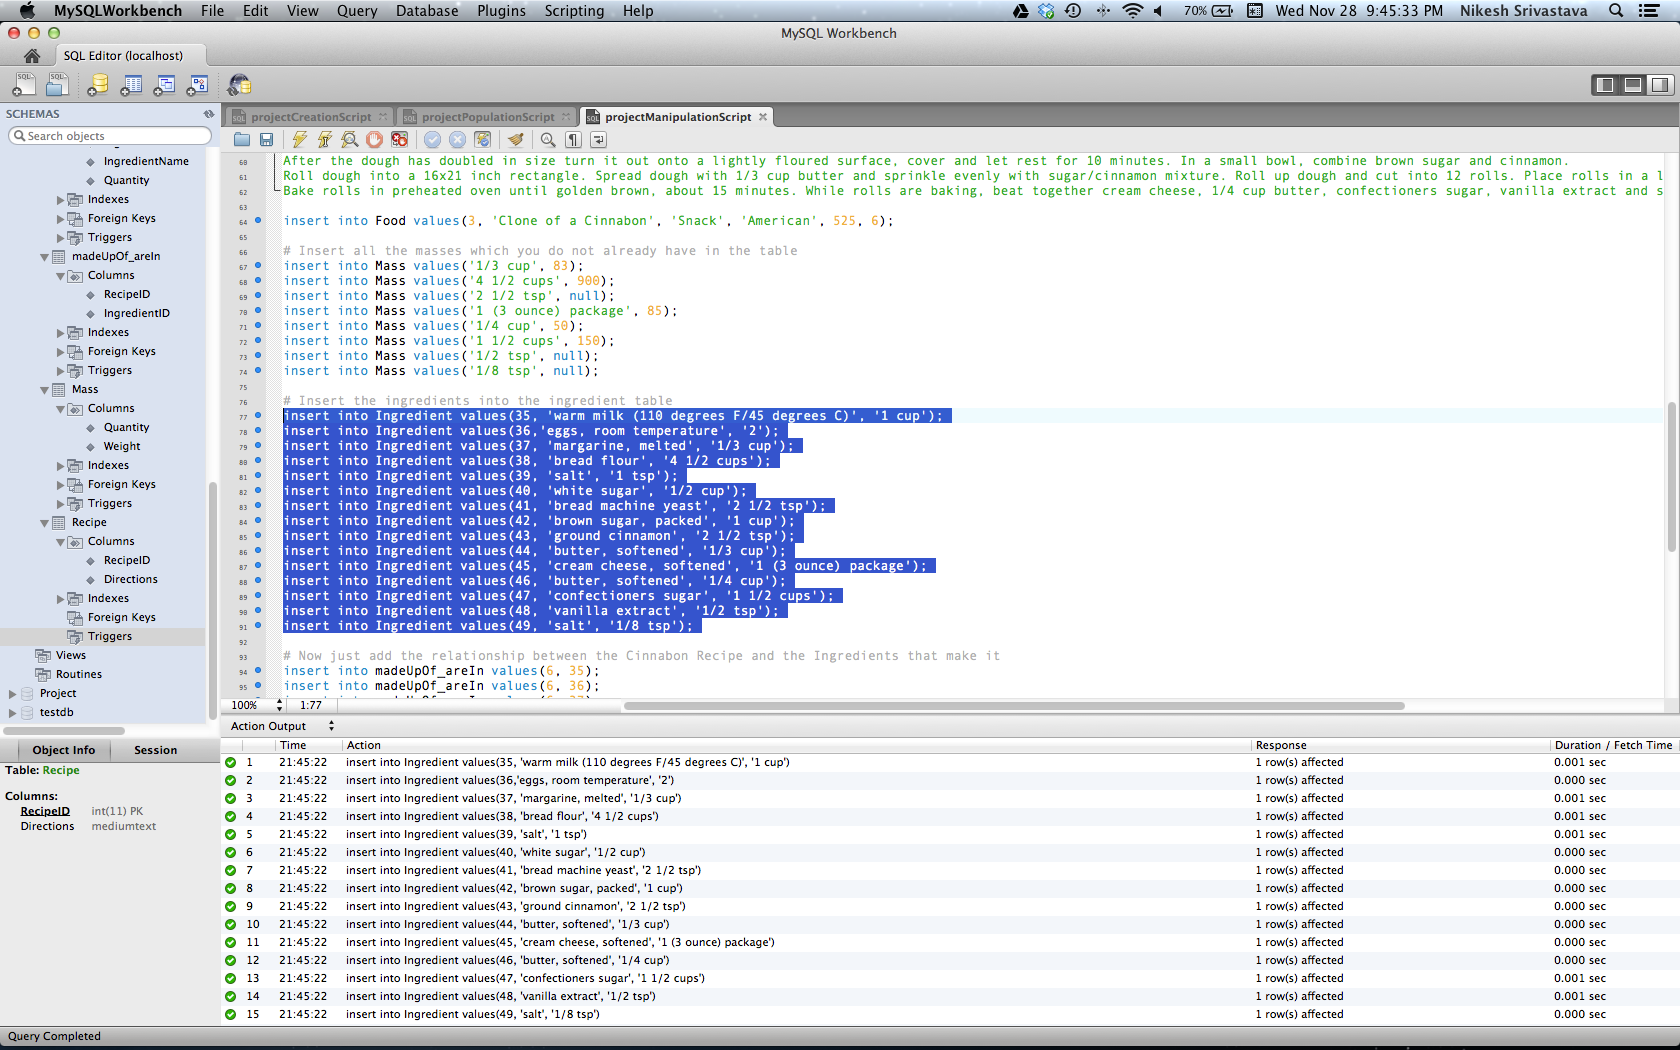 MySQLWorkbench File Edit View Query Database Plugins Scripting Help 70% Wed Nov 28 9:45:33 PM Nikesh Srivastava
MySQL Workbench
SQL Editor (localhost)
SCHEMAS
Search objects
IngredientName
Quantity
Indexes
Foreign Keys
Triggers
madeUpOf_areIn
Columns
RecipeID
IngredientID
Indexes
Foreign Keys
Triggers
Mass
Columns
Quantity
Weight
Indexes
Foreign Keys
Triggers
Recipe
Columns
RecipeID
Directions
Indexes
Foreign Keys
Triggers
Views
Routines
Project
testdb
Object Info Session
Table: Recipe
Columns:
RecipeID int(11) PK
Directions mediumtext
projectCreationScript projectPopulationScript projectManipulationScript
60 After the dough has doubled in size turn it out onto a lightly floured surface, cover and let rest for 10 minutes. In a small bowl, combine brown sugar and cinnamon.
61 Roll dough into a 16x21 inch rectangle. Spread dough with 1/3 cup butter and sprinkle evenly with sugar/cinnamon mixture. Roll up dough and cut into 12 rolls. Place rolls in a l
62 Bake rolls in preheated oven until golden brown, about 15 minutes. While rolls are baking, beat together cream cheese, 1/4 cup butter, confectioners sugar, vanilla extract and s
63
64 insert into Food values(3, 'Clone of a Cinnabon', 'Snack', 'American', 525, 6);
65
66 # Insert all the masses which you do not already have in the table
67 insert into Mass values('1/3 cup', 83);
68 insert into Mass values('4 1/2 cups', 900);
69 insert into Mass values('2 1/2 tsp', null);
70 insert into Mass values('1 (3 ounce) package', 85);
71 insert into Mass values('1/4 cup', 50);
72 insert into Mass values('1 1/2 cups', 150);
73 insert into Mass values('1/2 tsp', null);
74 insert into Mass values('1/8 tsp', null);
75
76 # Insert the ingredients into the ingredient table
77 insert into Ingredient values(35, 'warm milk (110 degrees F/45 degrees C)', '1 cup');
78 insert into Ingredient values(36,'eggs, room temperature', '2');
79 insert into Ingredient values(37, 'margarine, melted', '1/3 cup');
80 insert into Ingredient values(38, 'bread flour', '4 1/2 cups');
81 insert into Ingredient values(39, 'salt', '1 tsp');
82 insert into Ingredient values(40, 'white sugar', '1/2 cup');
83 insert into Ingredient values(41, 'bread machine yeast', '2 1/2 tsp');
84 insert into Ingredient values(42, 'brown sugar, packed', '1 cup');
85 insert into Ingredient values(43, 'ground cinnamon', '2 1/2 tsp');
86 insert into Ingredient values(44, 'butter, softened', '1/3 cup');
87 insert into Ingredient values(45, 'cream cheese, softened', '1 (3 ounce) package');
88 insert into Ingredient values(46, 'butter, softened', '1/4 cup');
89 insert into Ingredient values(47, 'confectioners sugar', '1 1/2 cups');
90 insert into Ingredient values(48, 'vanilla extract', '1/2 tsp');
91 insert into Ingredient values(49, 'salt', '1/8 tsp');
92
93 # Now just add the relationship between the Cinnabon Recipe and the Ingredients that make it
94 insert into madeUpOf_areIn values(6, 35);
95 insert into madeUpOf_areIn values(6, 36);
100% 1:77
Action Output
Time Action Response Duration / Fetch Time
1 21:45:22 insert into Ingredient values(35, 'warm milk (110 degrees F/45 degrees C)', '1 cup') 1 row(s) affected 0.001 sec
2 21:45:22 insert into Ingredient values(36,'eggs, room temperature', '2') 1 row(s) affected 0.000 sec
3 21:45:22 insert into Ingredient values(37, 'margarine, melted', '1/3 cup') 1 row(s) affected 0.001 sec
4 21:45:22 insert into Ingredient values(38, 'bread flour', '4 1/2 cups') 1 row(s) affected 0.001 sec
5 21:45:22 insert into Ingredient values(39, 'salt', '1 tsp') 1 row(s) affected 0.001 sec
6 21:45:22 insert into Ingredient values(40, 'white sugar', '1/2 cup') 1 row(s) affected 0.000 sec
7 21:45:22 insert into Ingredient values(41, 'bread machine yeast', '2 1/2 tsp') 1 row(s) affected 0.000 sec
8 21:45:22 insert into Ingredient values(42, 'brown sugar, packed', '1 cup') 1 row(s) affected 0.000 sec
9 21:45:22 insert into Ingredient values(43, 'ground cinnamon', '2 1/2 tsp') 1 row(s) affected 0.000 sec
10 21:45:22 insert into Ingredient values(44, 'butter, softened', '1/3 cup') 1 row(s) affected 0.000 sec
11 21:45:22 insert into Ingredient values(45, 'cream cheese, softened', '1 (3 ounce) package') 1 row(s) affected 0.000 sec
12 21:45:22 insert into Ingredient values(46, 'butter, softened', '1/4 cup') 1 row(s) affected 0.000 sec
13 21:45:22 insert into Ingredient values(47, 'confectioners sugar', '1 1/2 cups') 1 row(s) affected 0.001 sec
14 21:45:22 insert into Ingredient values(48, 'vanilla extract', '1/2 tsp') 1 row(s) affected 0.001 sec
15 21:45:22 insert into Ingredient values(49, 'salt', '1/8 tsp') 1 row(s) affected 0.000 sec
Query Completed